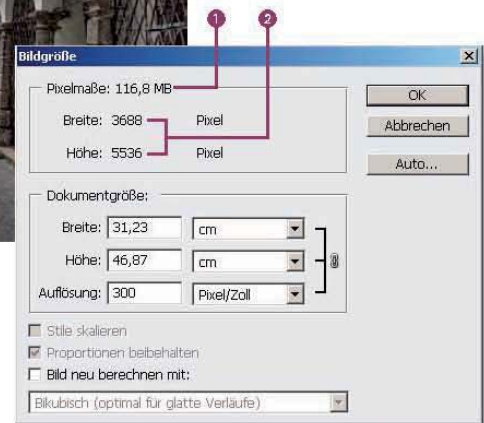 1 2
Bildgröße
Pixelmaße: 116,8 MB
OK
Breite: 3688 Pixel
Abbrechen
Höhe: 5536 Pixel
Auto...
Dokumentgröße:
Breite: 31,23 cm
Höhe: 46,87 cm
Auflösung: 300 Pixel/Zoll
Stile skalieren
Proportionen beibehalten
Bild neu berechnen mit:
Bikubisch (optimal für glatte Verläufe)